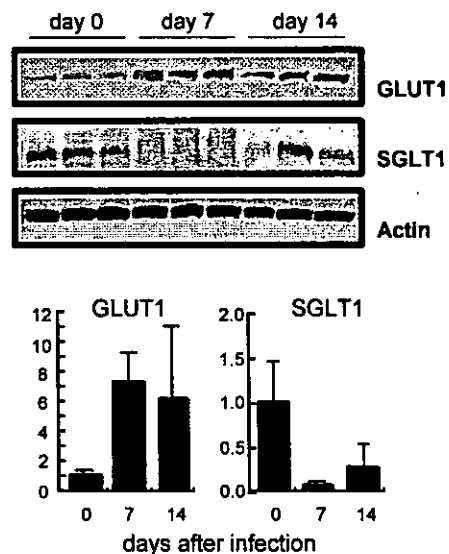 day 0 day 7 day 14
GLUT1
SGLT1
Actin
GLUT1 SGLT1
12
10
8
6
4
2
0
2.0
1.5
1.0
0.5
0.0
0 7 14 0 7 14
days after infection